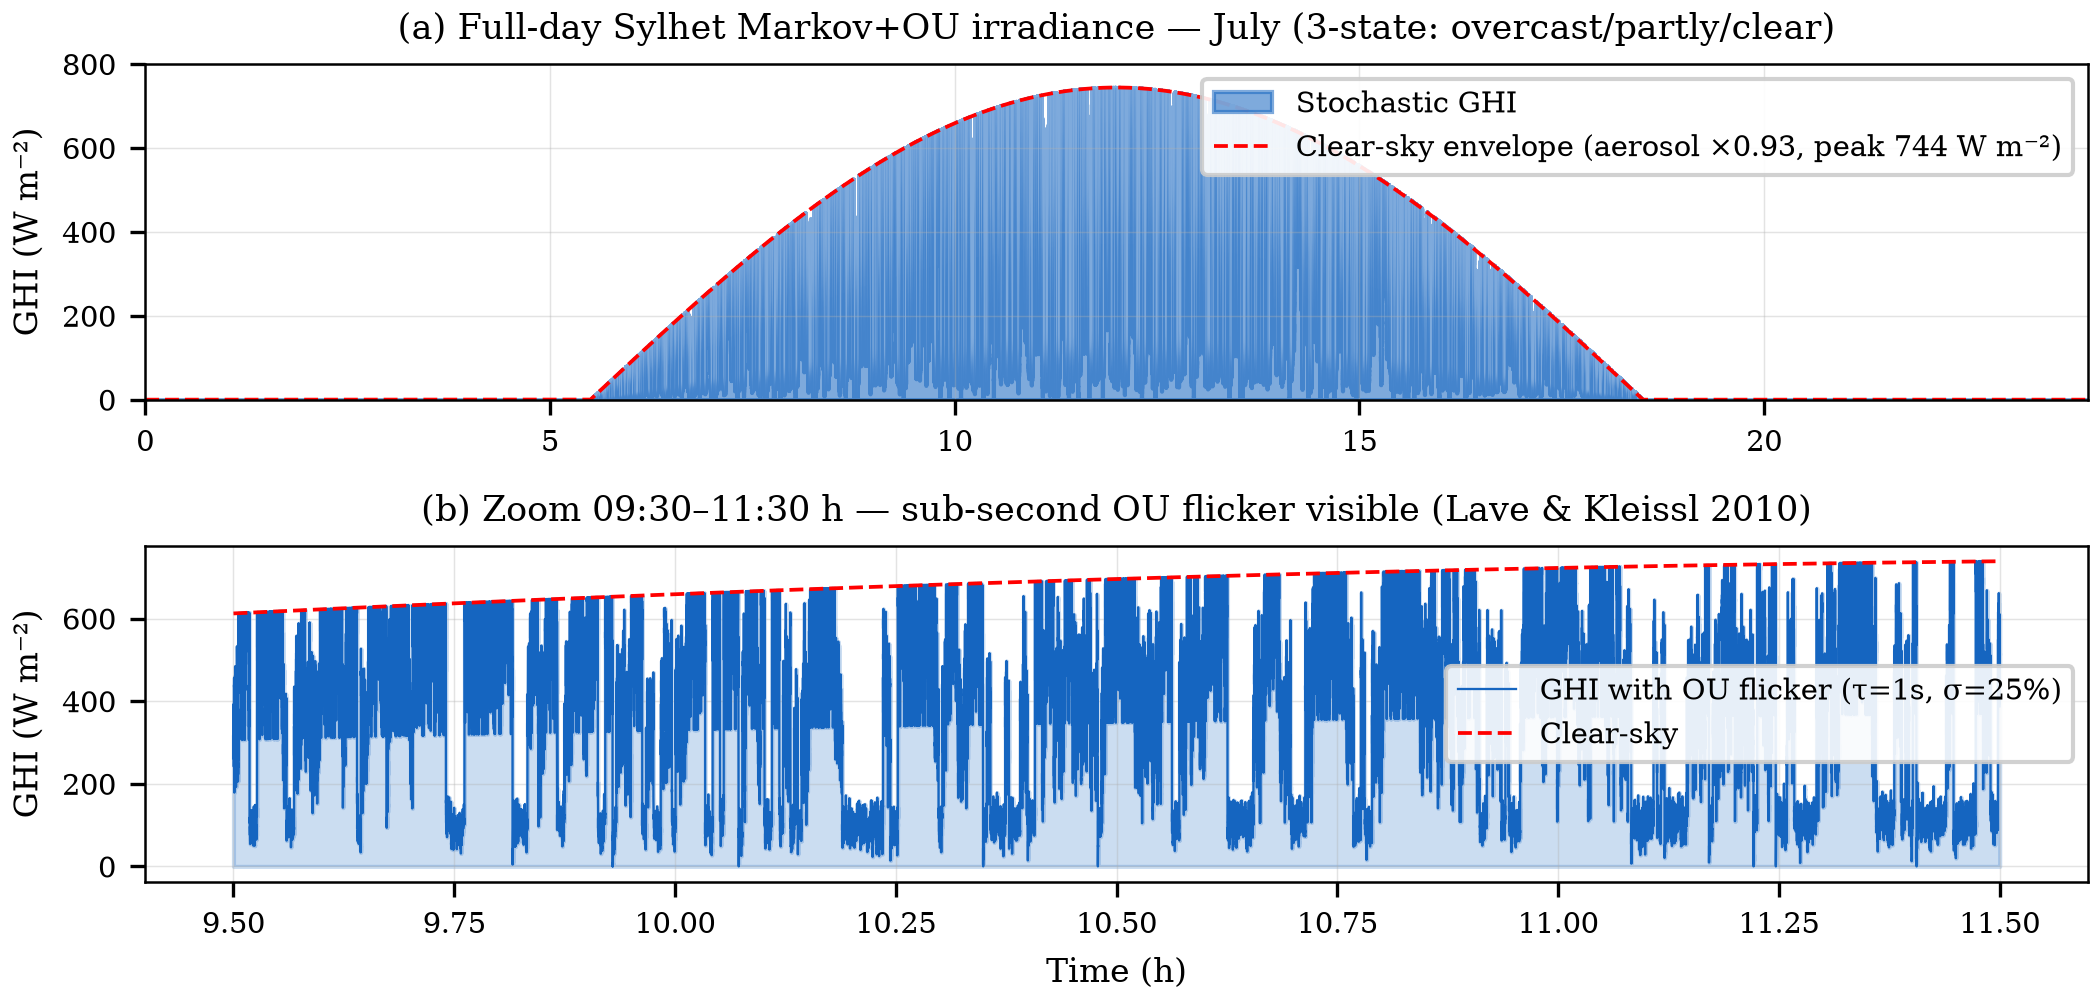 (a) Full-day Sylhet Markov+OU irradiance — July (3-state: overcast/partly/clear)
GHI (W m⁻²)
800
600
400
200
0
Stochastic GHI
Clear-sky envelope (aerosol ×0.93, peak 744 W m⁻²)
0 5 10 15 20
(b) Zoom 09:30–11:30 h — sub-second OU flicker visible (Lave & Kleissl 2010)
GHI (W m⁻²)
600
400
200
0
GHI with OU flicker (τ=1s, σ=25%)
Clear-sky
9.50 9.75 10.00 10.25 10.50 10.75 11.00 11.25 11.50
Time (h)